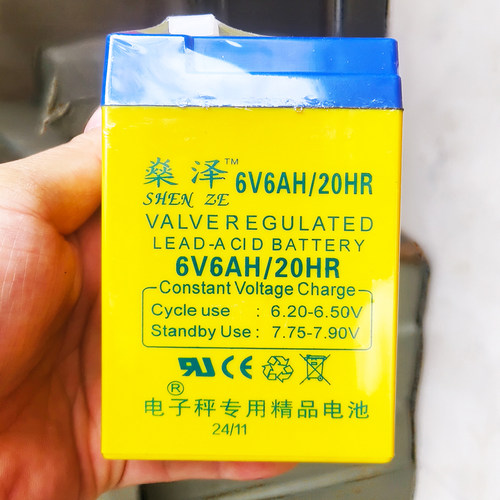 燊泽™ 6V6AH/20HR
SHEN ZE
VALVE REGULATED
LEAD-ACID BATTERY
6V6AH/20HR
Constant Voltage Charge
Cycle use : 6.20-6.50V
Standby Use : 7.75-7.90V
®
电子秤专用精品电池
24/11